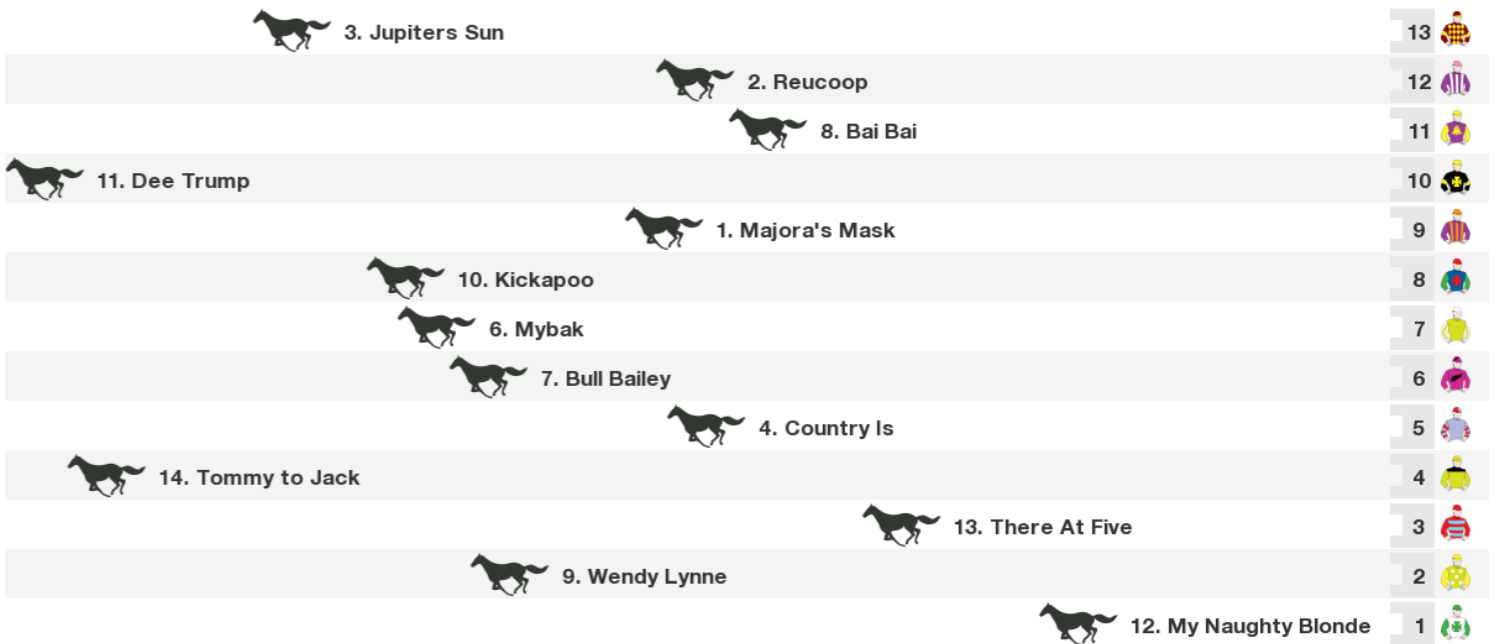 3. Jupiters Sun 13
2. Reucoop 12
8. Bai Bai 11
11. Dee Trump 10
1. Majora's Mask 9
10. Kickapoo 8
6. Mybak 7
7. Bull Bailey 6
4. Country Is 5
14. Tommy to Jack 4
13. There At Five 3
9. Wendy Lynne 2
12. My Naughty Blonde 1